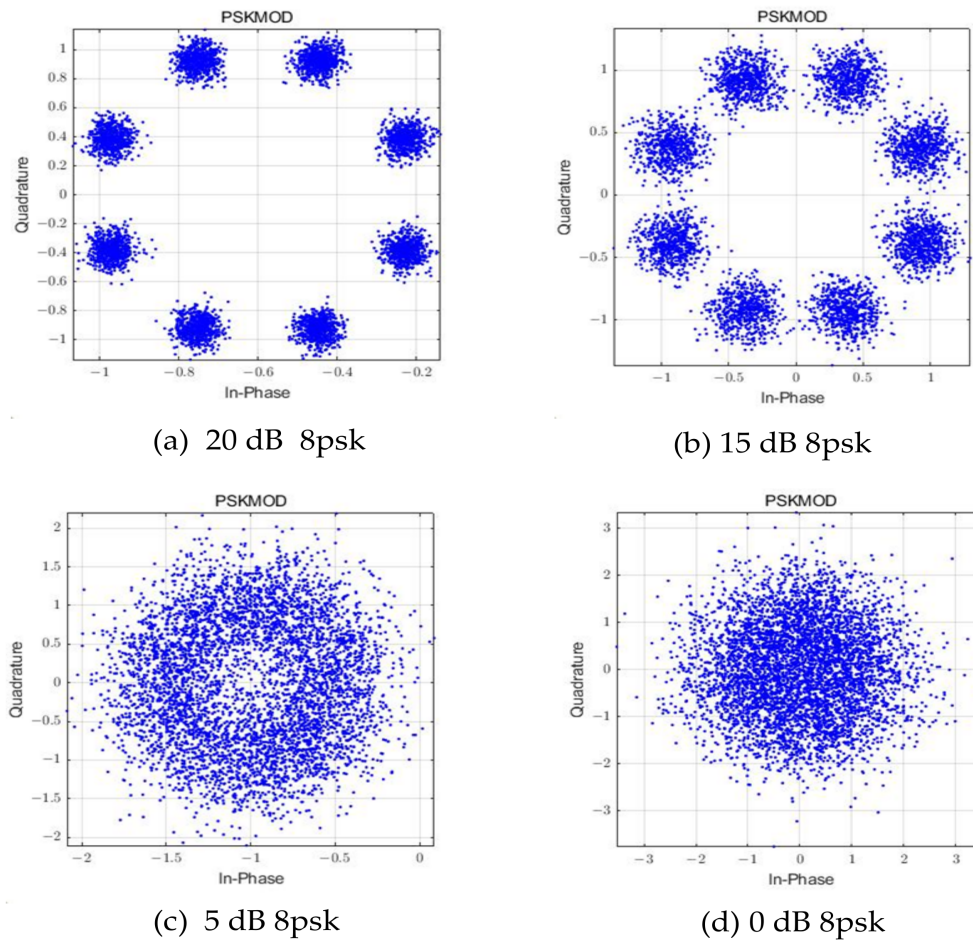 PSKMOD
1
0.8
0.6
0.4
0.2
0
−0.2
−0.4
−0.6
−0.8
−1
Quadrature
−1 −0.8 −0.6 −0.4 −0.2
In-Phase
(a) 20 dB 8psk
PSKMOD
1
0.5
0
−0.5
−1
Quadrature
−1 −0.5 0 0.5 1
In-Phase
(b) 15 dB 8psk
PSKMOD
2
1.5
1
0.5
0
−0.5
−1
−1.5
−2
Quadrature
−2 −1.5 −1 −0.5 0
In-Phase
(c) 5 dB 8psk
PSKMOD
3
2
1
0
−1
−2
−3
Quadrature
−3 −2 −1 0 1 2 3
In-Phase
(d) 0 dB 8psk